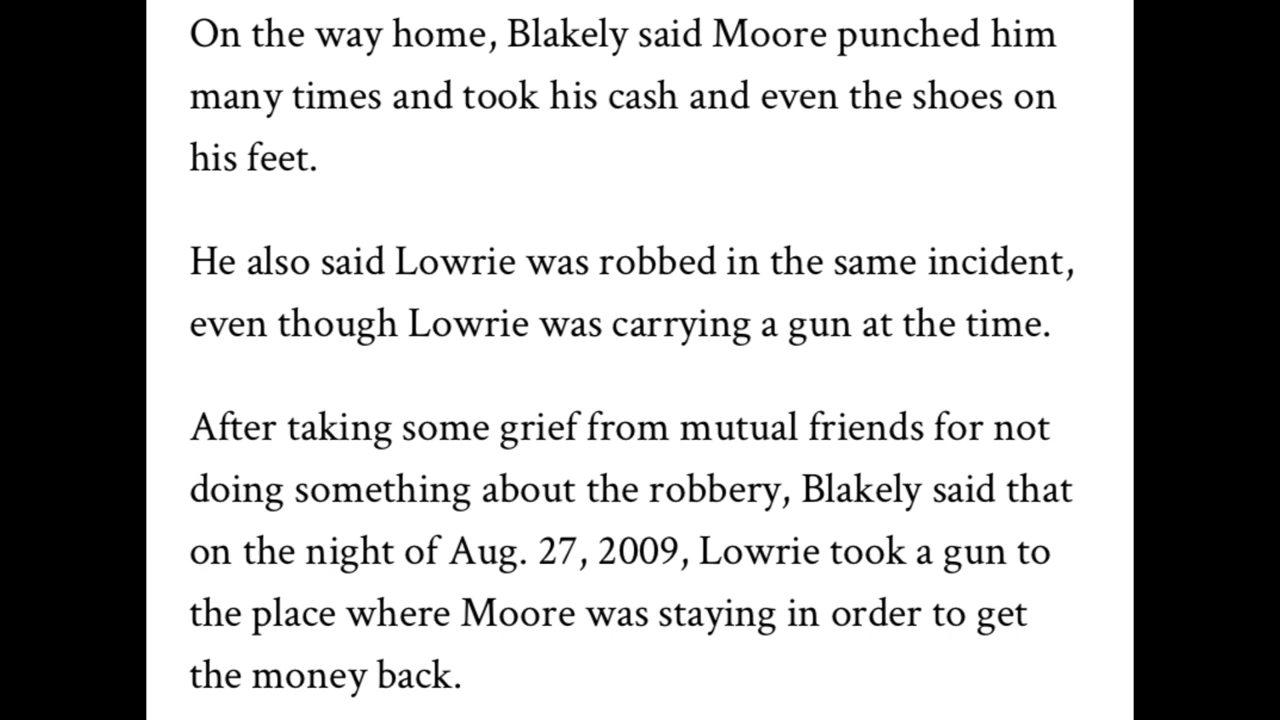 On the way home, Blakely said Moore punched him
many times and took his cash and even the shoes on
his feet.
He also said Lowrie was robbed in the same incident,
even though Lowrie was carrying a gun at the time.
After taking some grief from mutual friends for not
doing something about the robbery, Blakely said that
on the night of Aug. 27, 2009, Lowrie took a gun to
the place where Moore was staying in order to get
the money back.